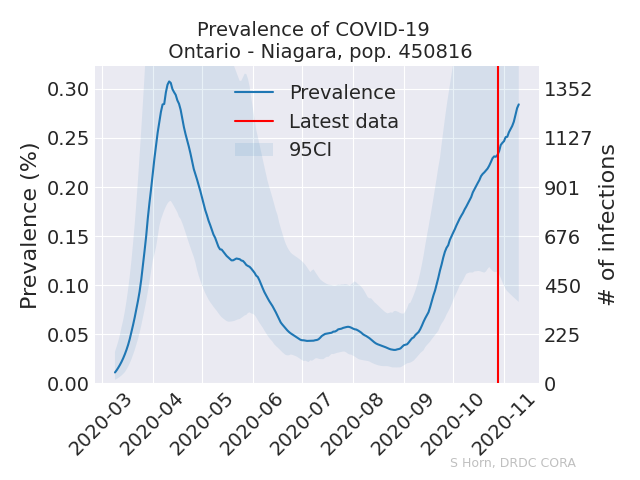 Prevalence of COVID-19
Ontario - Niagara, pop. 450816
Prevalence (%)
0.30
0.25
0.20
0.15
0.10
0.05
0.00
Prevalence
Latest data
95CI
1352
1127
901
676
450
225
0
# of infections
2020-03
2020-04
2020-05
2020-06
2020-07
2020-08
2020-09
2020-10
2020-11
S Horn, DRDC CORA